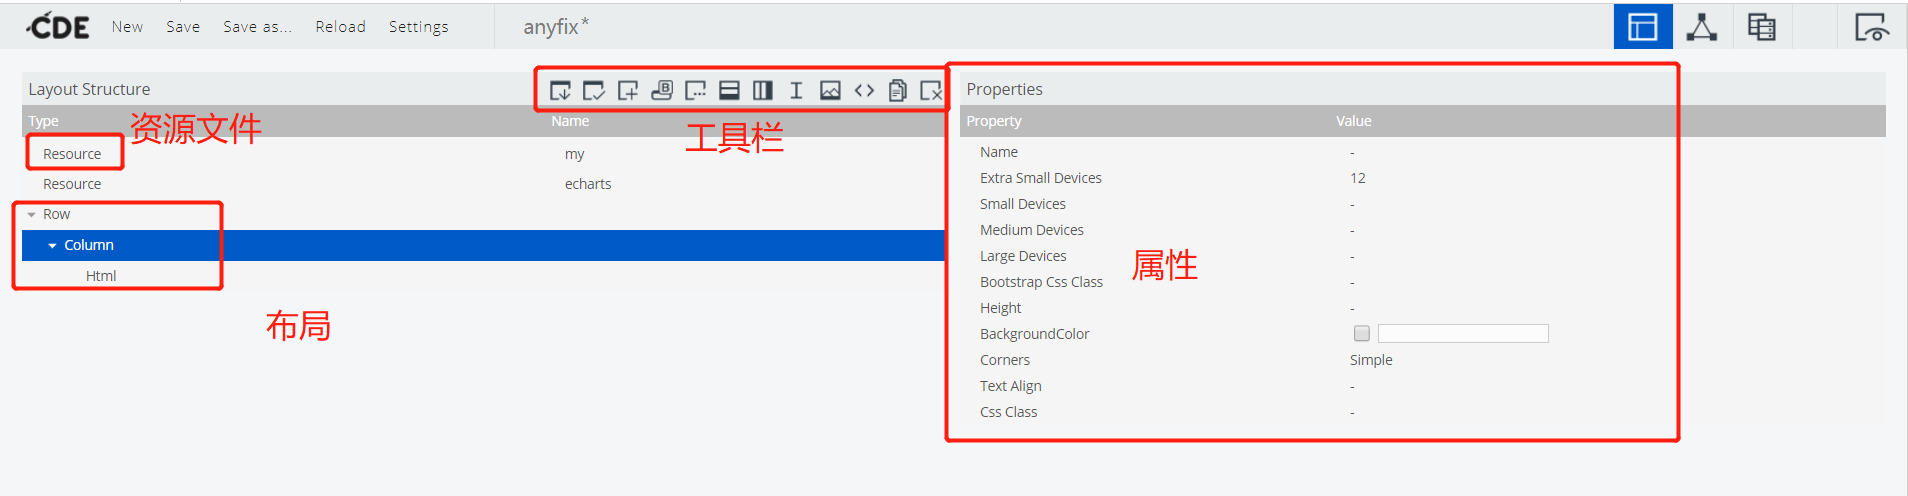 CDE New Save Save as... Reload Settings anyfix*
Layout Structure
Properties
Type Name
Property Value
资源文件
工具栏
Resource my
Resource echarts
Row
Column
Html
布局
Name -
Extra Small Devices 12
Small Devices -
Medium Devices -
Large Devices -
属性
Bootstrap Css Class -
Height -
BackgroundColor
Corners Simple
Text Align -
Css Class -